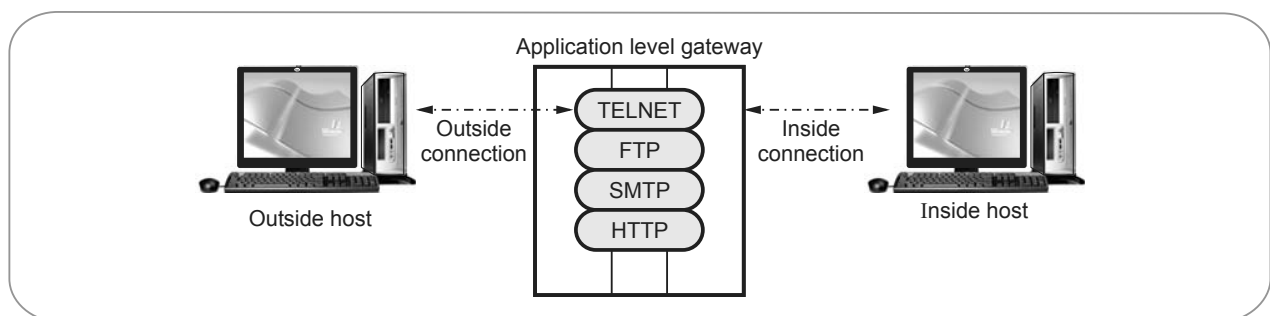 Application level gateway
TELNET
FTP
SMTP
HTTP
Outside
connection
Inside
connection
Outside host
Inside host